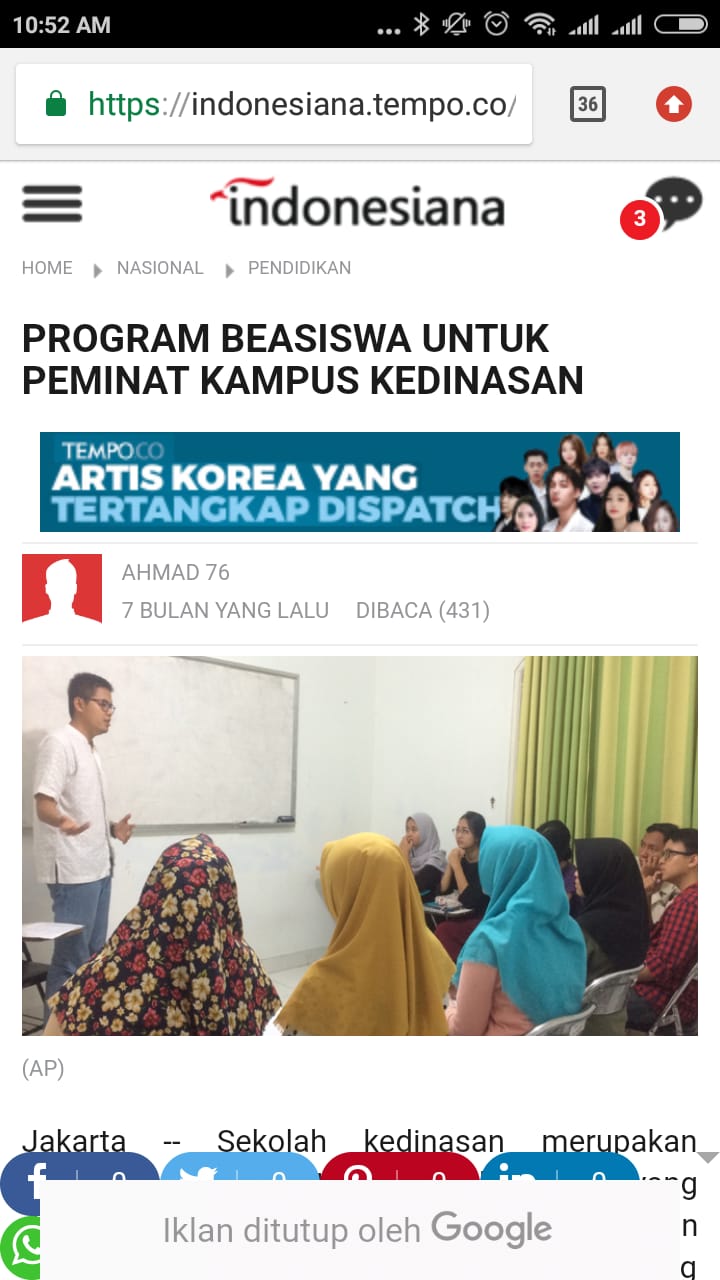 10:52 AM
https://indonesiana.tempo.co/
36
indonesiana
3
HOME NASIONAL PENDIDIKAN
PROGRAM BEASISWA UNTUK
PEMINAT KAMPUS KEDINASAN
TEMPO.CO
ARTIS KOREA YANG
TERTANGKAP DISPATCH
AHMAD 76
7 BULAN YANG LALU DIBACA (431)
(AP)
Jakarta -- Sekolah kedinasan merupakan
Iklan ditutup oleh Google